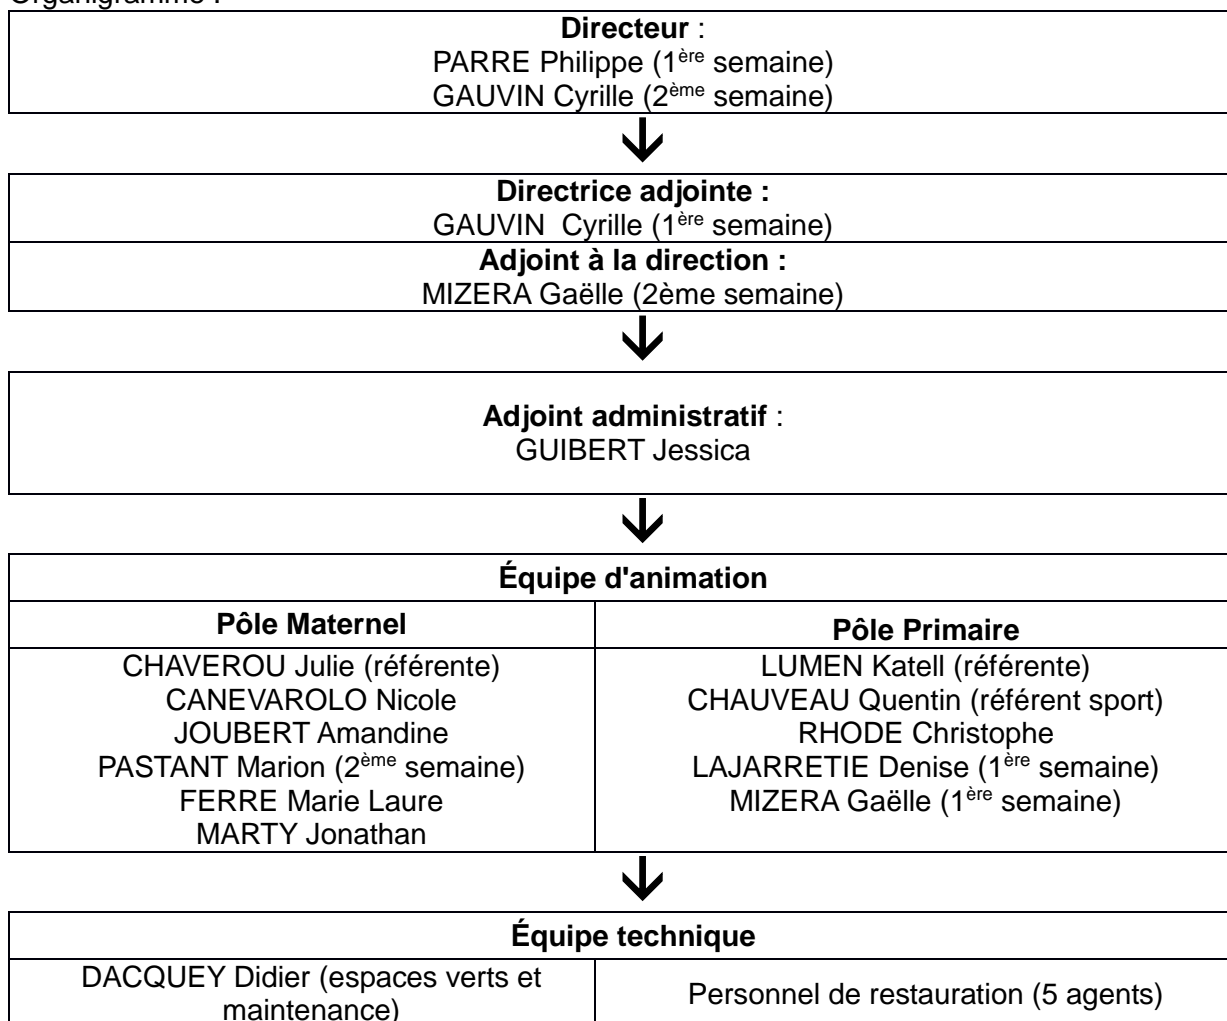 Organigramme :
Directeur :
PARRE Philippe (1ère semaine)
GAUVIN Cyrille (2ème semaine)
Directrice adjointe :
GAUVIN Cyrille (1ère semaine)
Adjoint à la direction :
MIZERA Gaëlle (2ème semaine)
Adjoint administratif :
GUIBERT Jessica
Équipe d'animation
Pôle Maternel
CHAVEROU Julie (référente)
CANEVAROLO Nicole
JOUBERT Amandine
PASTANT Marion (2ème semaine)
FERRE Marie Laure
MARTY Jonathan
Pôle Primaire
LUMEN Katell (référente)
CHAUVEAU Quentin (référent sport)
RHODE Christophe
LAJARRETIE Denise (1ère semaine)
MIZERA Gaëlle (1ère semaine)
Équipe technique
DACQUEY Didier (espaces verts et
maintenance)
Personnel de restauration (5 agents)